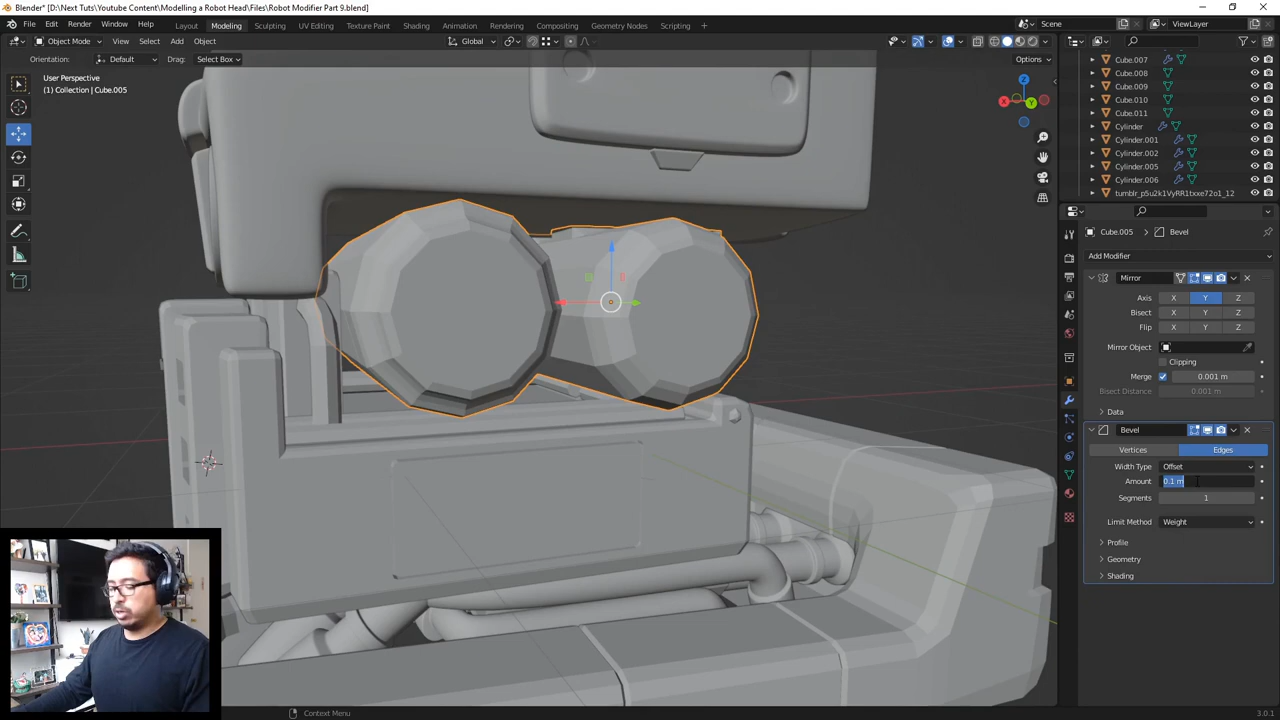 Blender* [D:\Next Tuts\Youtube Content\Modelling a Robot Head\Files\Robot Modifier Part 9.blend]
File Edit Render Window Help Layout Modeling Sculpting UV Editing Texture Paint Shading Animation Rendering Compositing Geometry Nodes Scripting Scene ViewLayer
Object Mode View Select Add Object Global
Orientation: Default Drag: Select Box Options
User Perspective
(1) Collection | Cube.005
Z
X
Y
Cube.007
Cube.008
Cube.009
Cube.010
Cube.011
Cylinder
Cylinder.001
Cylinder.002
Cylinder.005
Cylinder.006
tumblr_p5u2k1VyRR1txxe72o1_12
Cube.005 Bevel
Add Modifier
Mirror
Axis X Y Z
Bisect X Y Z
Flip X Y Z
Mirror Object
Clipping
Merge 0.001 m
Bisect Distance 0.001 m
Data
Bevel
Vertices Edges
Width Type Offset
Amount 0.1 m
Segments 1
Limit Method Weight
Profile
Geometry
Shading
Context Menu
3.0.1